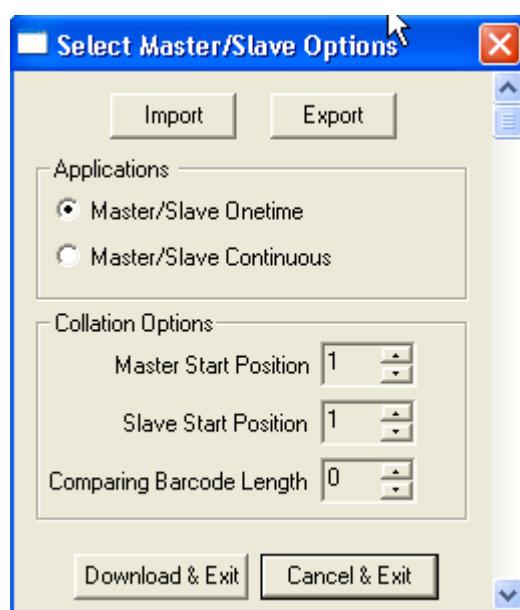 Select Master/Slave Options
Import Export
Applications
Master/Slave Onetime
Master/Slave Continuous
Collation Options
Master Start Position 1
Slave Start Position 1
Comparing Barcode Length 0
Download & Exit Cancel & Exit